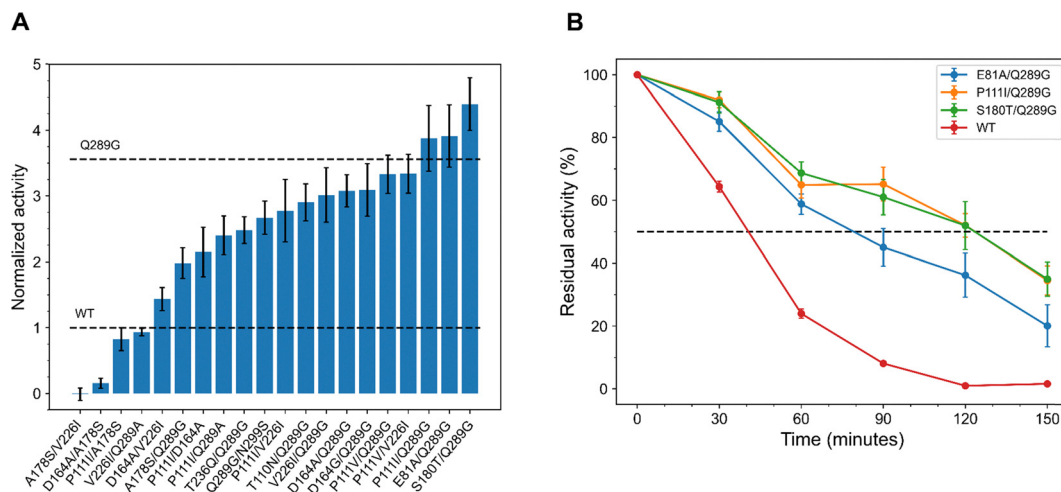 A
Normalized activity
5
4
3
2
1
0
Q289G
WT
A178S/V226I
D164A/A178S
P111I/A178S
V226I/Q289A
D164A/V226I
A178S/Q289G
P111I/D164A
P111I/Q289A
T236Q/Q289G
Q289G/N299S
P111I/V226I
T110N/Q289G
V226I/Q289G
D164A/Q289G
D164G/Q289G
P111V/Q289G
P111V/V226I
P111I/Q289G
E81A/Q289G
S180T/Q289G
B
Residual activity (%)
100
80
60
40
20
0
E81A/Q289G
P111I/Q289G
S180T/Q289G
WT
0
30
60
90
120
150
Time (minutes)